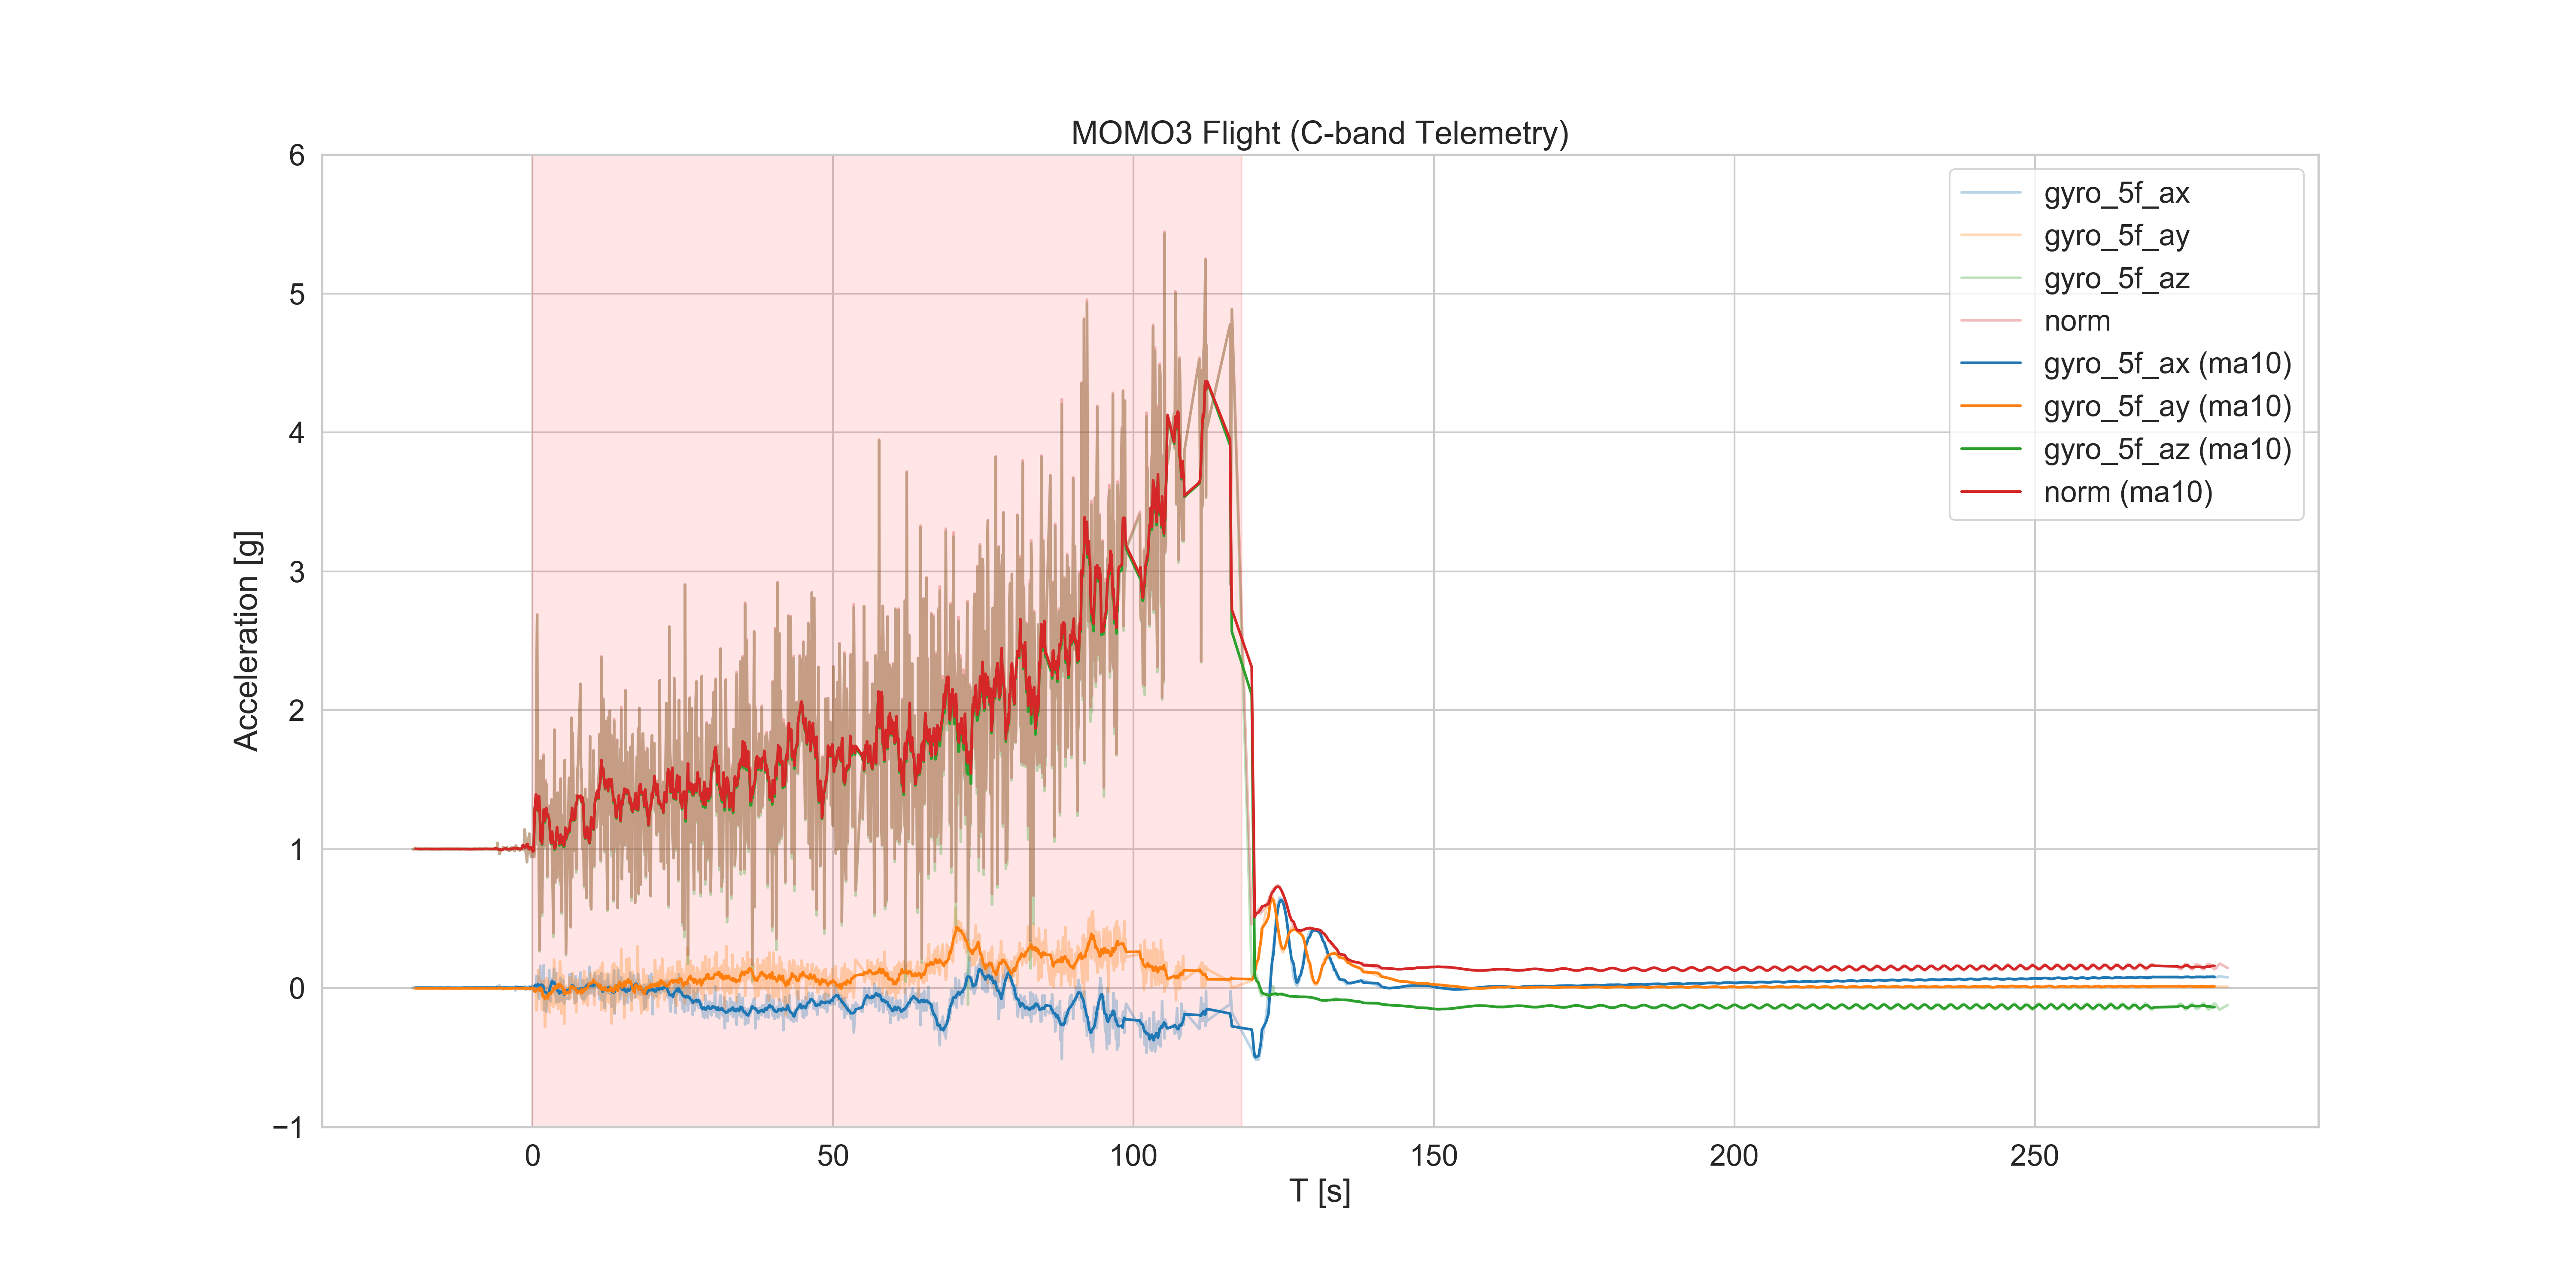 MOMO3 Flight (C-band Telemetry)
6
5
4
3
2
1
0
−1
Acceleration [g]
gyro_5f_ax
gyro_5f_ay
gyro_5f_az
norm
gyro_5f_ax (ma10)
gyro_5f_ay (ma10)
gyro_5f_az (ma10)
norm (ma10)
0 50 100 150 200 250
T [s]